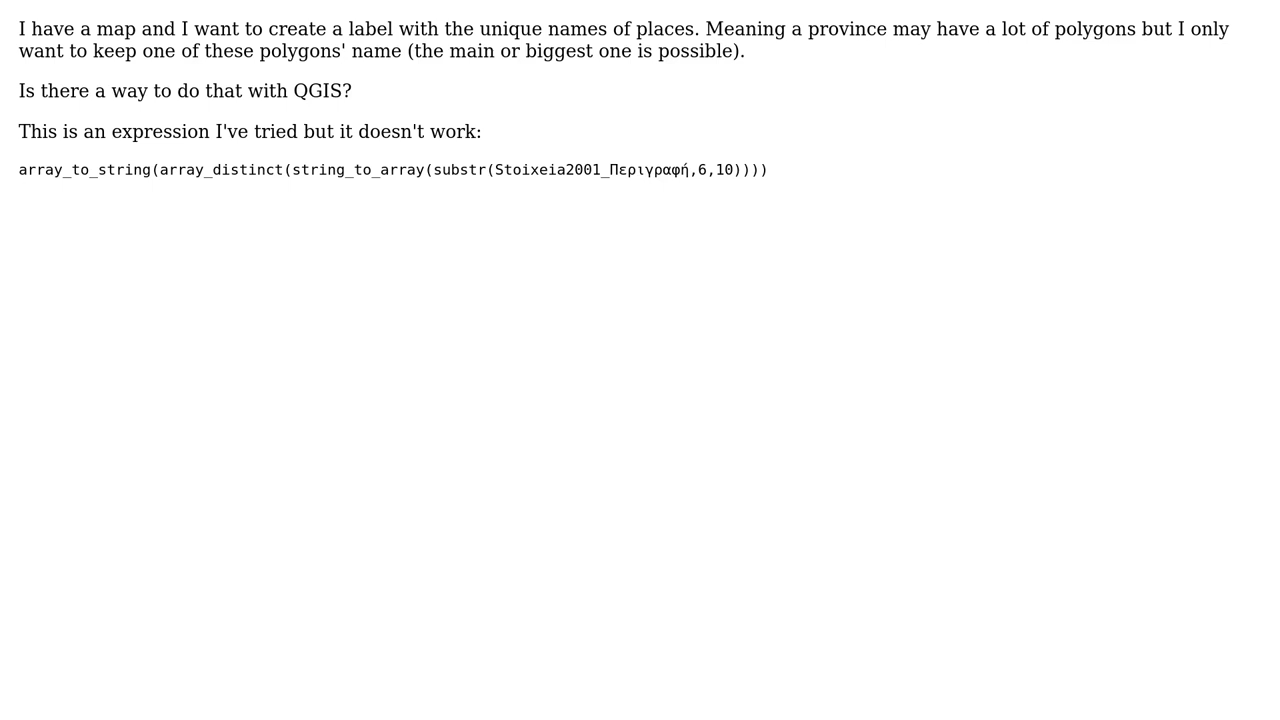 I have a map and I want to create a label with the unique names of places. Meaning a province may have a lot of polygons but I only
want to keep one of these polygons' name (the main or biggest one is possible).
Is there a way to do that with QGIS?
This is an expression I've tried but it doesn't work:
array_to_string(array_distinct(string_to_array(substr(Stoixeia2001_Περιγραφή,6,10))))